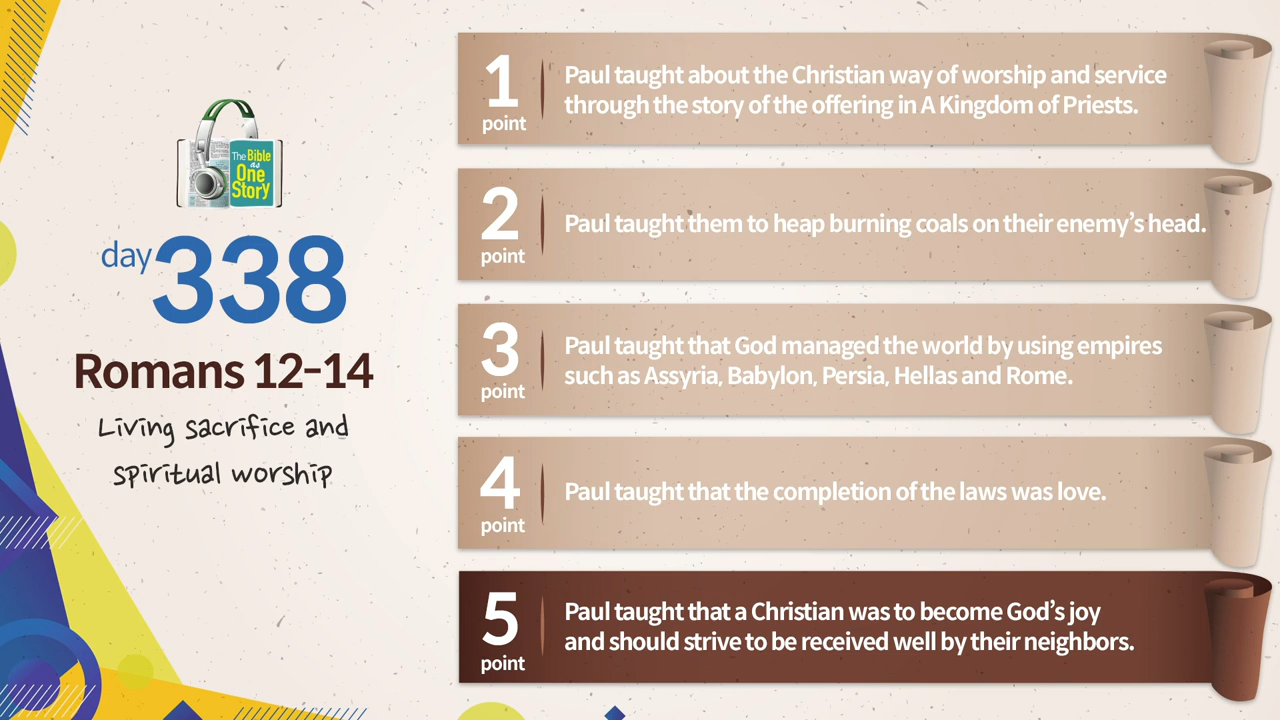 The Bible
as
One
Story
day 338
Romans 12-14
Living sacrifice and
spiritual worship
1
point
Paul taught about the Christian way of worship and service
through the story of the offering in A Kingdom of Priests.
2
point
Paul taught them to heap burning coals on their enemy’s head.
3
point
Paul taught that God managed the world by using empires
such as Assyria, Babylon, Persia, Hellas and Rome.
4
point
Paul taught that the completion of the laws was love.
5
point
Paul taught that a Christian was to become God’s joy
and should strive to be received well by their neighbors.